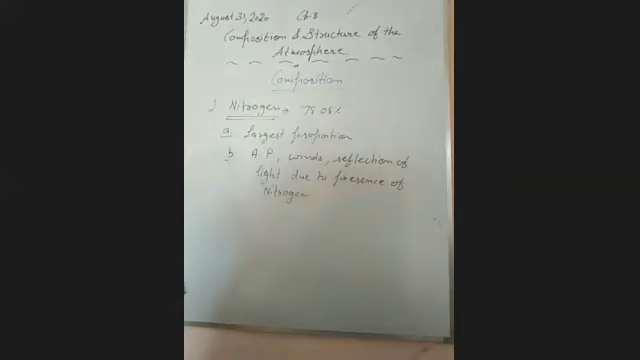 August 31, 2020 Ch-8
Composition & Structure of the
Atmosphere
Composition
1) Nitrogen → 78.08%
a) largest proportion
b A P, winds, reflection of
light due to presence of
Nitrogen